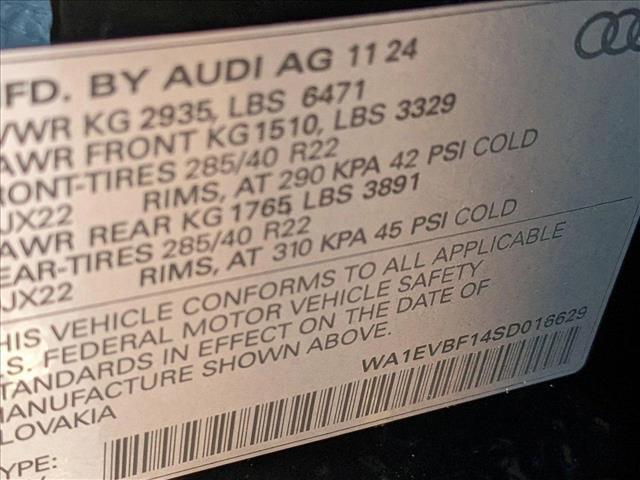 FD. BY AUDI AG 11 24
VWR KG 2935, LBS 6471
AWR FRONT KG1510, LBS 3329
RONT-TIRES 285/40 R22
JX22 RIMS, AT 290 KPA 42 PSI COLD
AWR REAR KG 1765 LBS 3891
EAR-TIRES 285/40 R22
JX22 RIMS, AT 310 KPA 45 PSI COLD
HIS VEHICLE CONFORMS TO ALL APPLICABLE
.S. FEDERAL MOTOR VEHICLE SAFETY
TANDARDS IN EFFECT ON THE DATE OF
MANUFACTURE SHOWN ABOVE.
WA1EVBF14SD016629
LOVAKIA
YPE: